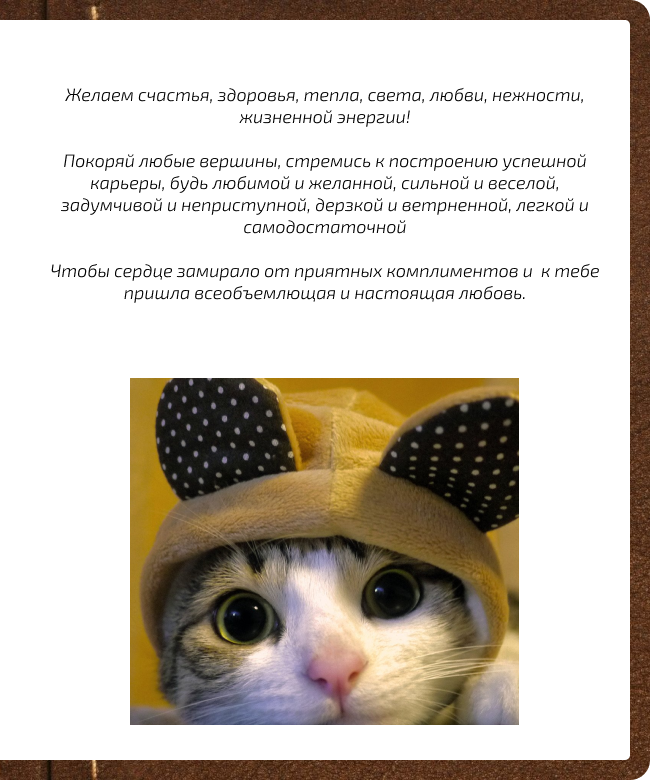 Желаем счастья, здоровья, тепла, света, любви, нежности,
жизненной энергии!
Покоряй любые вершины, стремись к построению успешной
карьеры, будь любимой и желанной, сильной и веселой,
задумчивой и неприступной, дерзкой и ветрненной, легкой и
самодостаточной
Чтобы сердце замирало от приятных комплиментов и  к тебе
пришла всеобъемлющая и настоящая любовь.